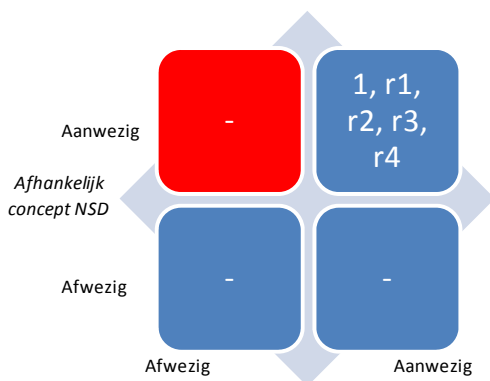 1, r1,
r2, r3,
r4
-
Aanwezig
Afhankelijk
concept NSD
-
-
Afwezig
Afwezig
Aanwezig